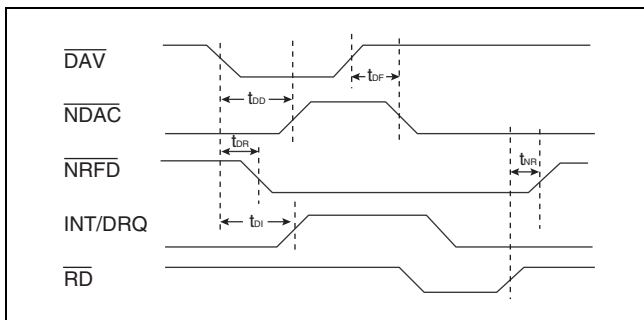 DAV
tDF
tDD
NDAC
tDR
tNR
NRFD
tDI
INT/DRQ
RD